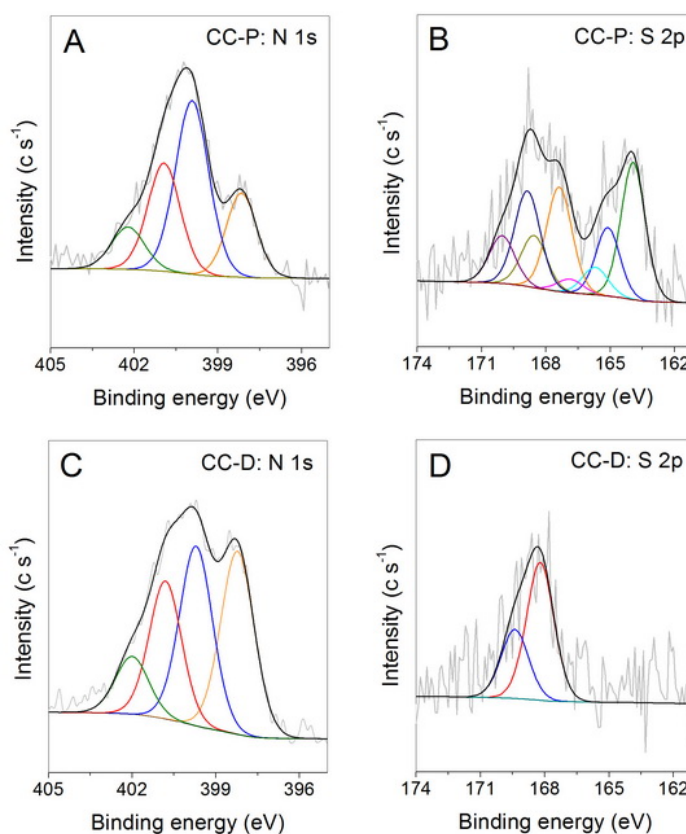 A
CC-P: N 1s
Intensity (c s⁻¹)
405
402
399
396
Binding energy (eV)
B
CC-P: S 2p
Intensity (c s⁻¹)
174
171
168
165
162
Binding energy (eV)
C
CC-D: N 1s
Intensity (c s⁻¹)
405
402
399
396
Binding energy (eV)
D
CC-D: S 2p
Intensity (c s⁻¹)
174
171
168
165
162
Binding energy (eV)